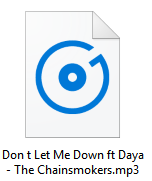 Don t Let Me Down ft Daya
- The Chainsmokers.mp3